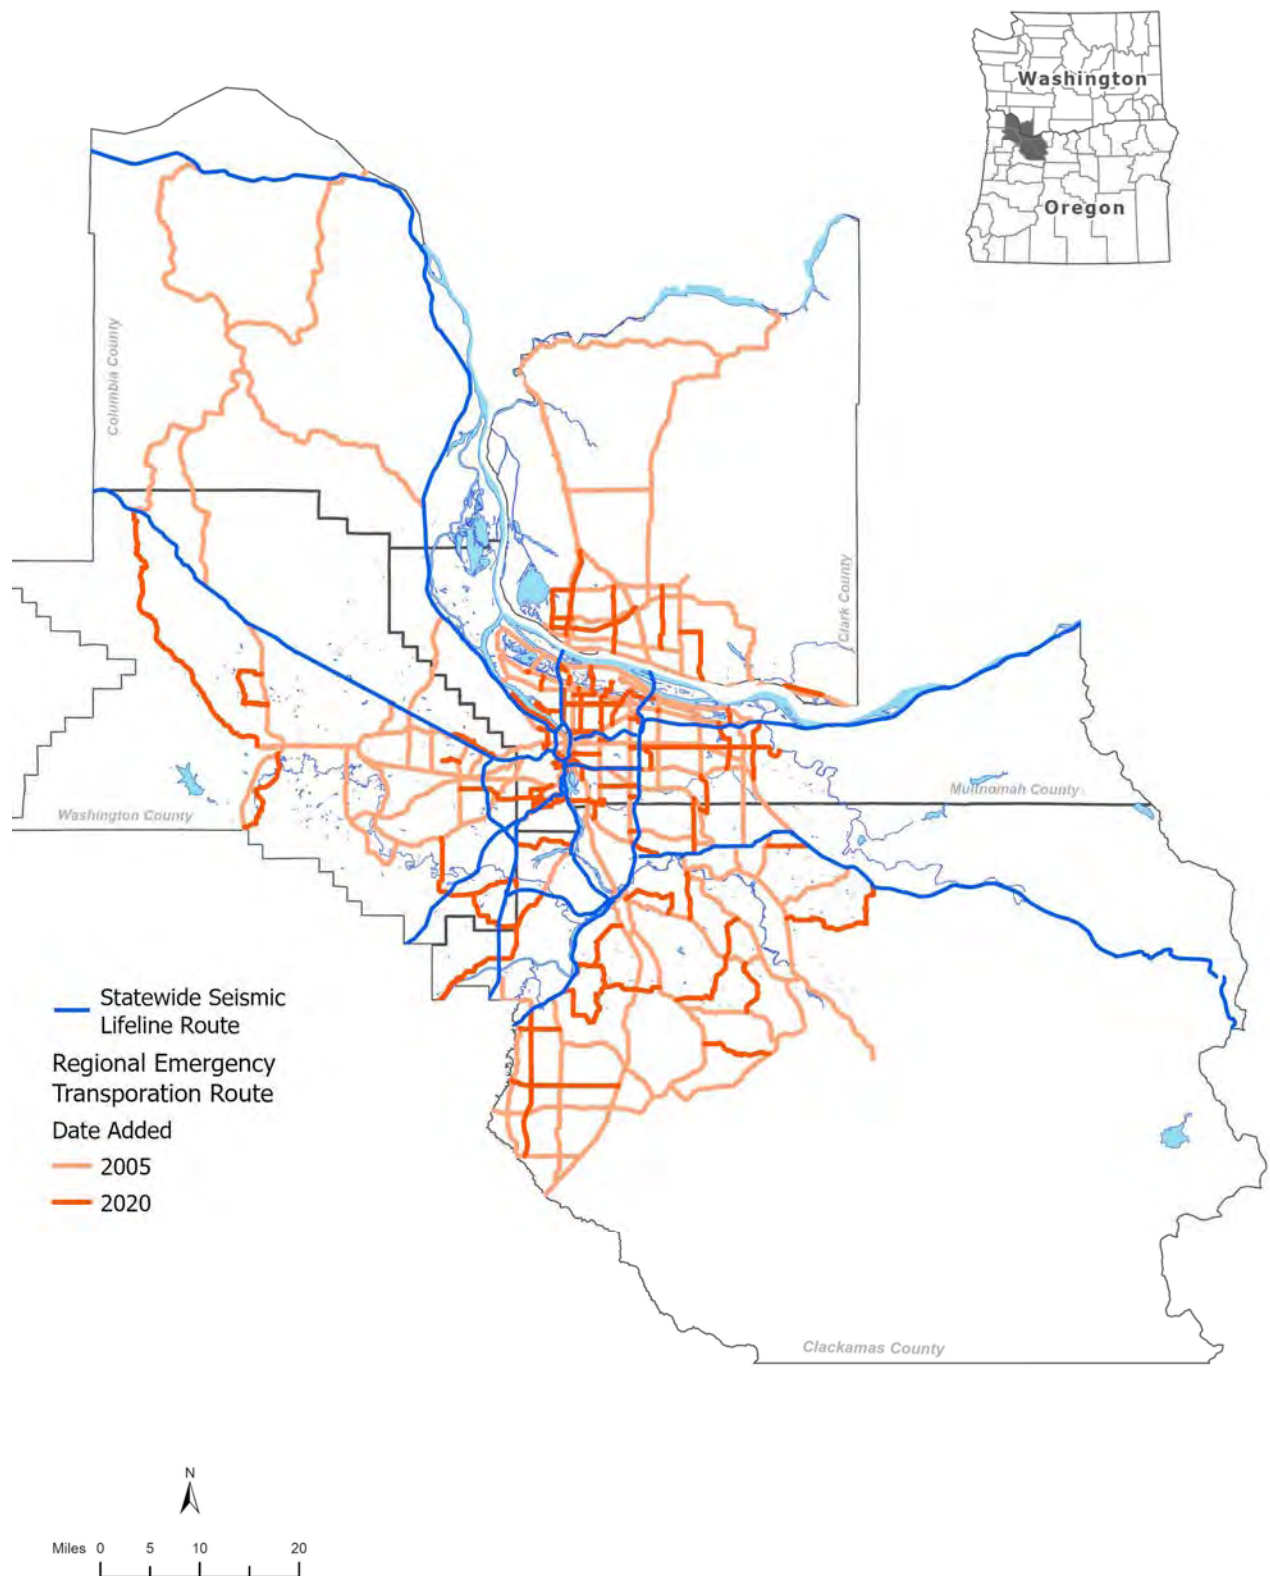 Washington
Oregon
Columbia County
Clark County
Multnomah County
Washington County
Statewide Seismic
Lifeline Route
Regional Emergency
Transporation Route
Date Added
2005
2020
Clackamas County
N
Miles 0 5 10 20